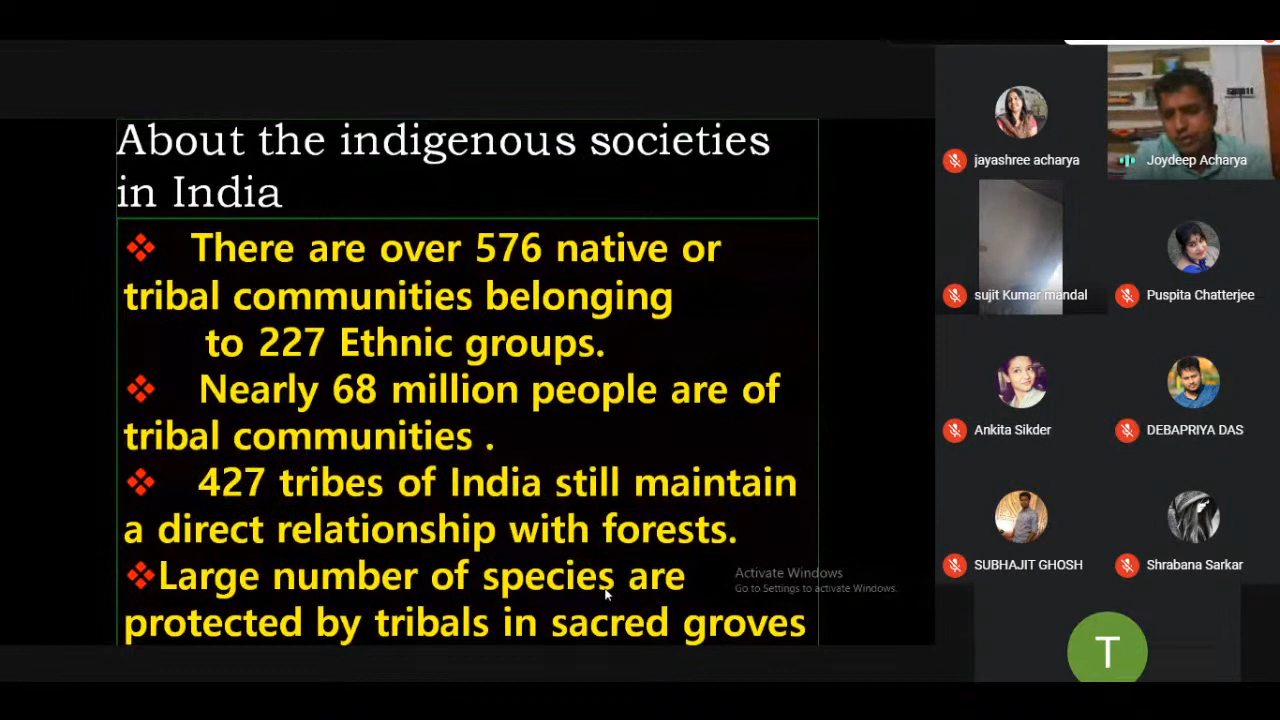 About the indigenous societies
in India
❖ There are over 576 native or
tribal communities belonging
to 227 Ethnic groups.
❖ Nearly 68 million people are of
tribal communities .
❖ 427 tribes of India still maintain
a direct relationship with forests.
❖Large number of species are
protected by tribals in sacred groves
Activate Windows
Go to Settings to activate Windows.
jayashree acharya
Joydeep Acharya
sujit Kumar mandal
Puspita Chatterjee
Ankita Sikder
DEBAPRIYA DAS
SUBHAJIT GHOSH
Shrabana Sarkar
T